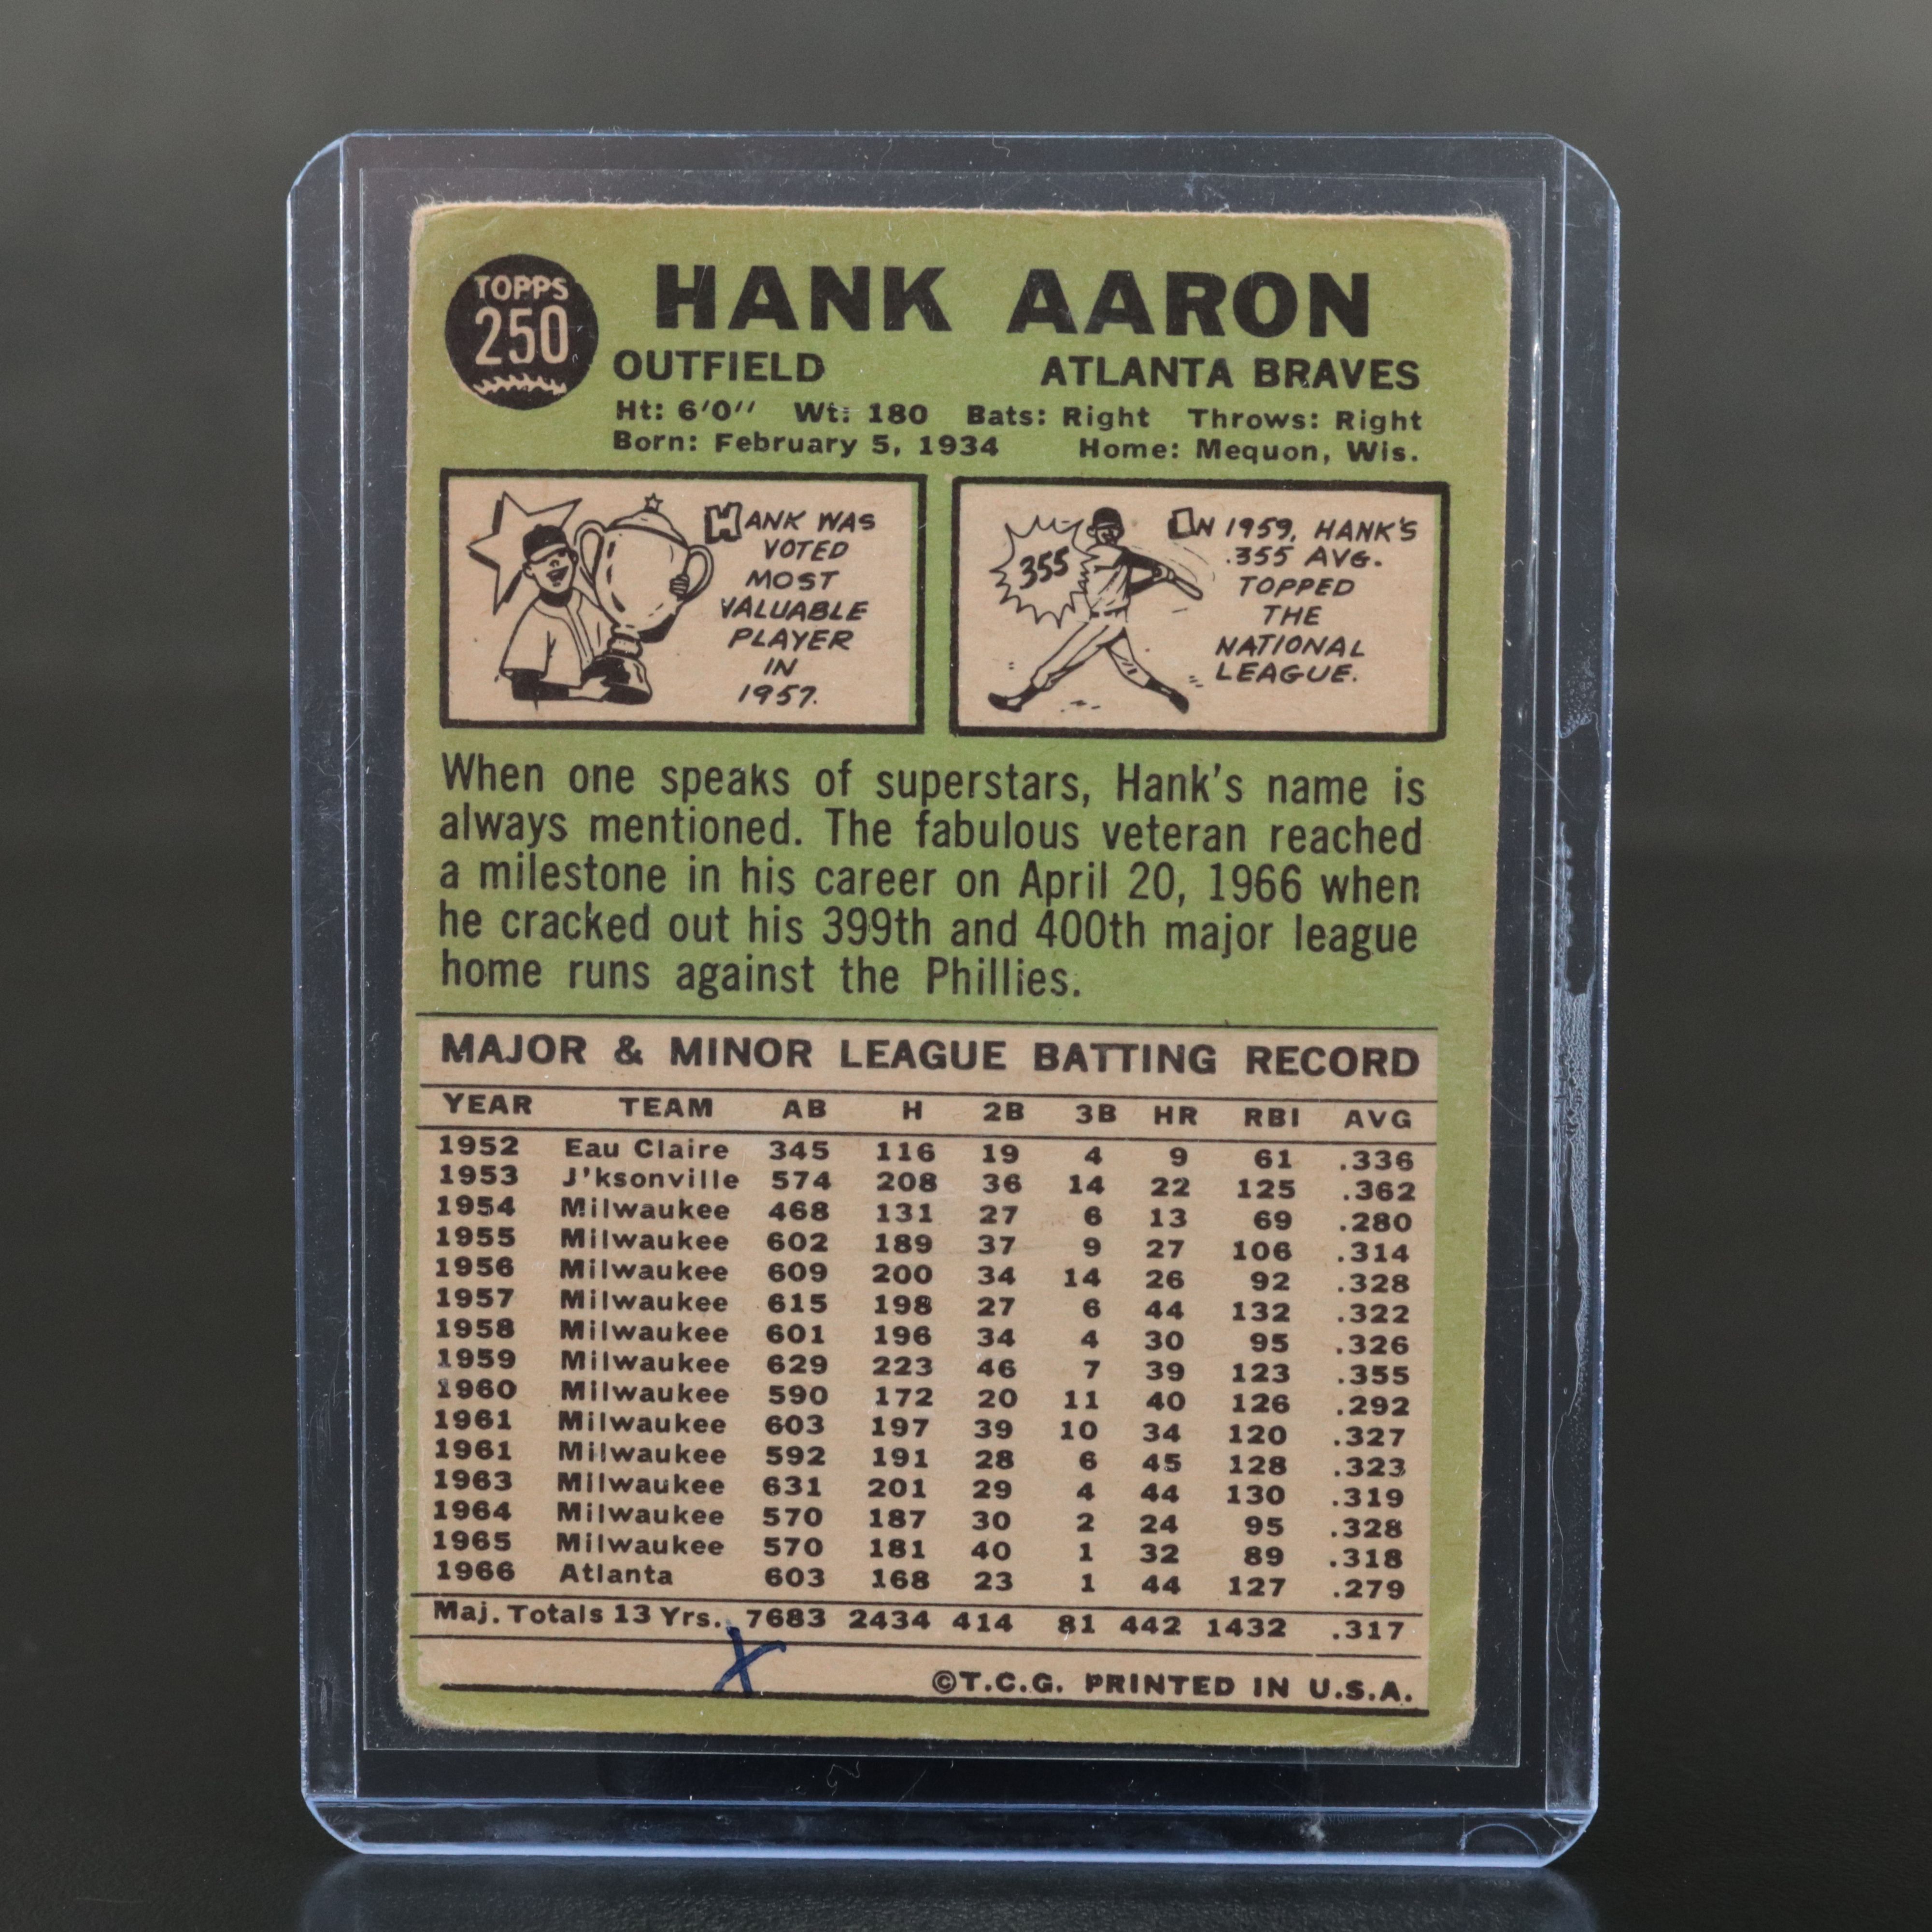 TOPPS
250
HANK AARON
OUTFIELD ATLANTA BRAVES
Ht: 6'0" Wt: 180 Bats: Right Throws: Right
Born: February 5, 1934 Home: Mequon, Wis.
HANK WAS
VOTED
MOST
VALUABLE
PLAYER
IN
1957.
355
IN 1959, HANK'S
.355 AVG.
TOPPED
THE
NATIONAL
LEAGUE.
When one speaks of superstars, Hank's name is
always mentioned. The fabulous veteran reached
a milestone in his career on April 20, 1966 when
he cracked out his 399th and 400th major league
home runs against the Phillies.
MAJOR & MINOR LEAGUE BATTING RECORD
YEAR TEAM AB H 2B 3B HR RBI AVG
1952 Eau Claire 345 116 19 4 9 61 .336
1953 J'ksonville 574 208 36 14 22 125 .362
1954 Milwaukee 468 131 27 6 13 69 .280
1955 Milwaukee 602 189 37 9 27 106 .314
1956 Milwaukee 609 200 34 14 26 92 .328
1957 Milwaukee 615 198 27 6 44 132 .322
1958 Milwaukee 601 196 34 4 30 95 .326
1959 Milwaukee 629 223 46 7 39 123 .355
1960 Milwaukee 590 172 20 11 40 126 .292
1961 Milwaukee 603 197 39 10 34 120 .327
1961 Milwaukee 592 191 28 6 45 128 .323
1963 Milwaukee 631 201 29 4 44 130 .319
1964 Milwaukee 570 187 30 2 24 95 .328
1965 Milwaukee 570 181 40 1 32 89 .318
1966 Atlanta 603 168 23 1 44 127 .279
Maj. Totals 13 Yrs. 7683 2434 414 81 442 1432 .317
X
©T.C.G. PRINTED IN U.S.A.